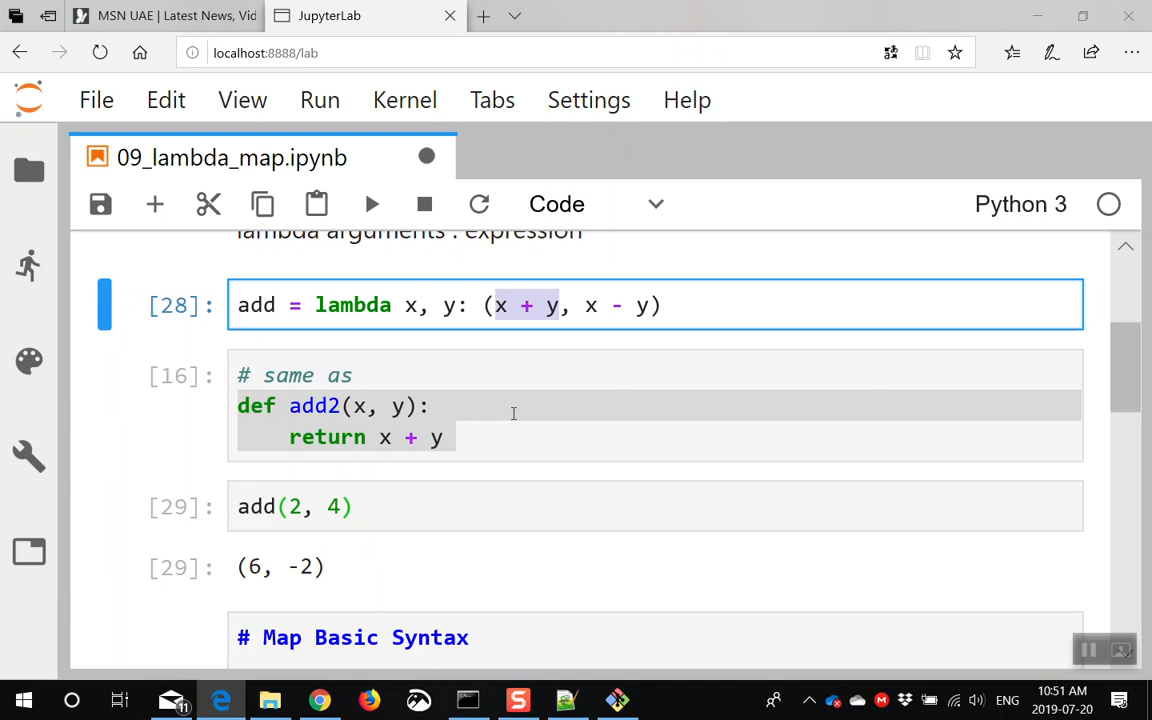 MSN UAE | Latest News, Vid
JupyterLab
localhost:8888/lab
File Edit View Run Kernel Tabs Settings Help
09_lambda_map.ipynb
Code
Python 3
lambda arguments : expression
[28]: add = lambda x, y: (x + y, x - y)
[16]: # same as
def add2(x, y):
return x + y
[29]: add(2, 4)
[29]: (6, -2)
# Map Basic Syntax
11
ENG
10:51 AM
2019-07-20